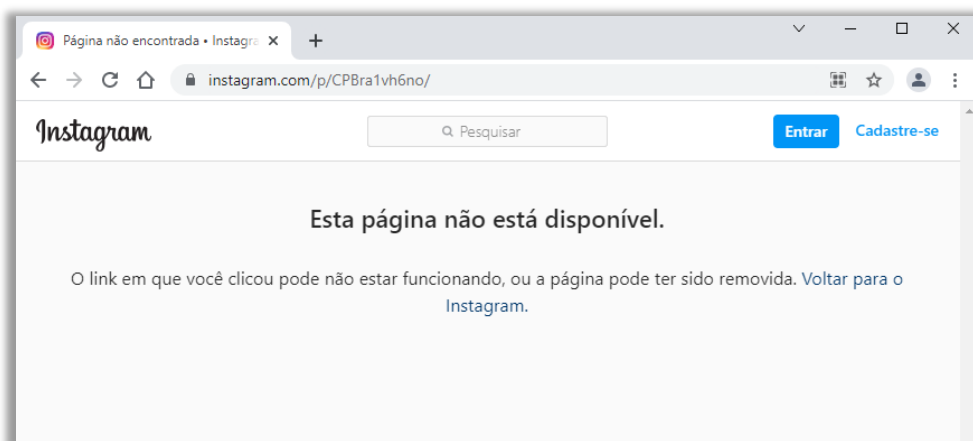 Página não encontrada • Instagra
instagram.com/p/CPBra1vh6no/
Instagram
Pesquisar
Entrar
Cadastre-se
Esta página não está disponível.
O link em que você clicou pode não estar funcionando, ou a página pode ter sido removida. Voltar para o
Instagram.